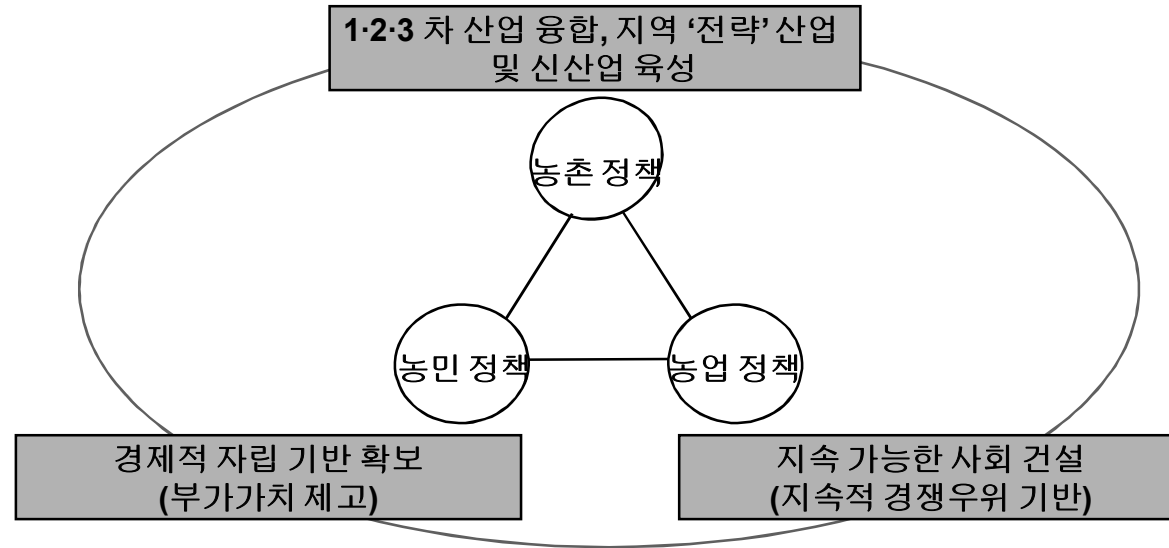 1·2·3 차 산업 융합, 지역 ‘전략’ 산업
및 신산업 육성
농촌 정책
농민 정책
농업 정책
경제적 자립 기반 확보
(부가가치 제고)
지속 가능한 사회 건설
(지속적 경쟁우위 기반)